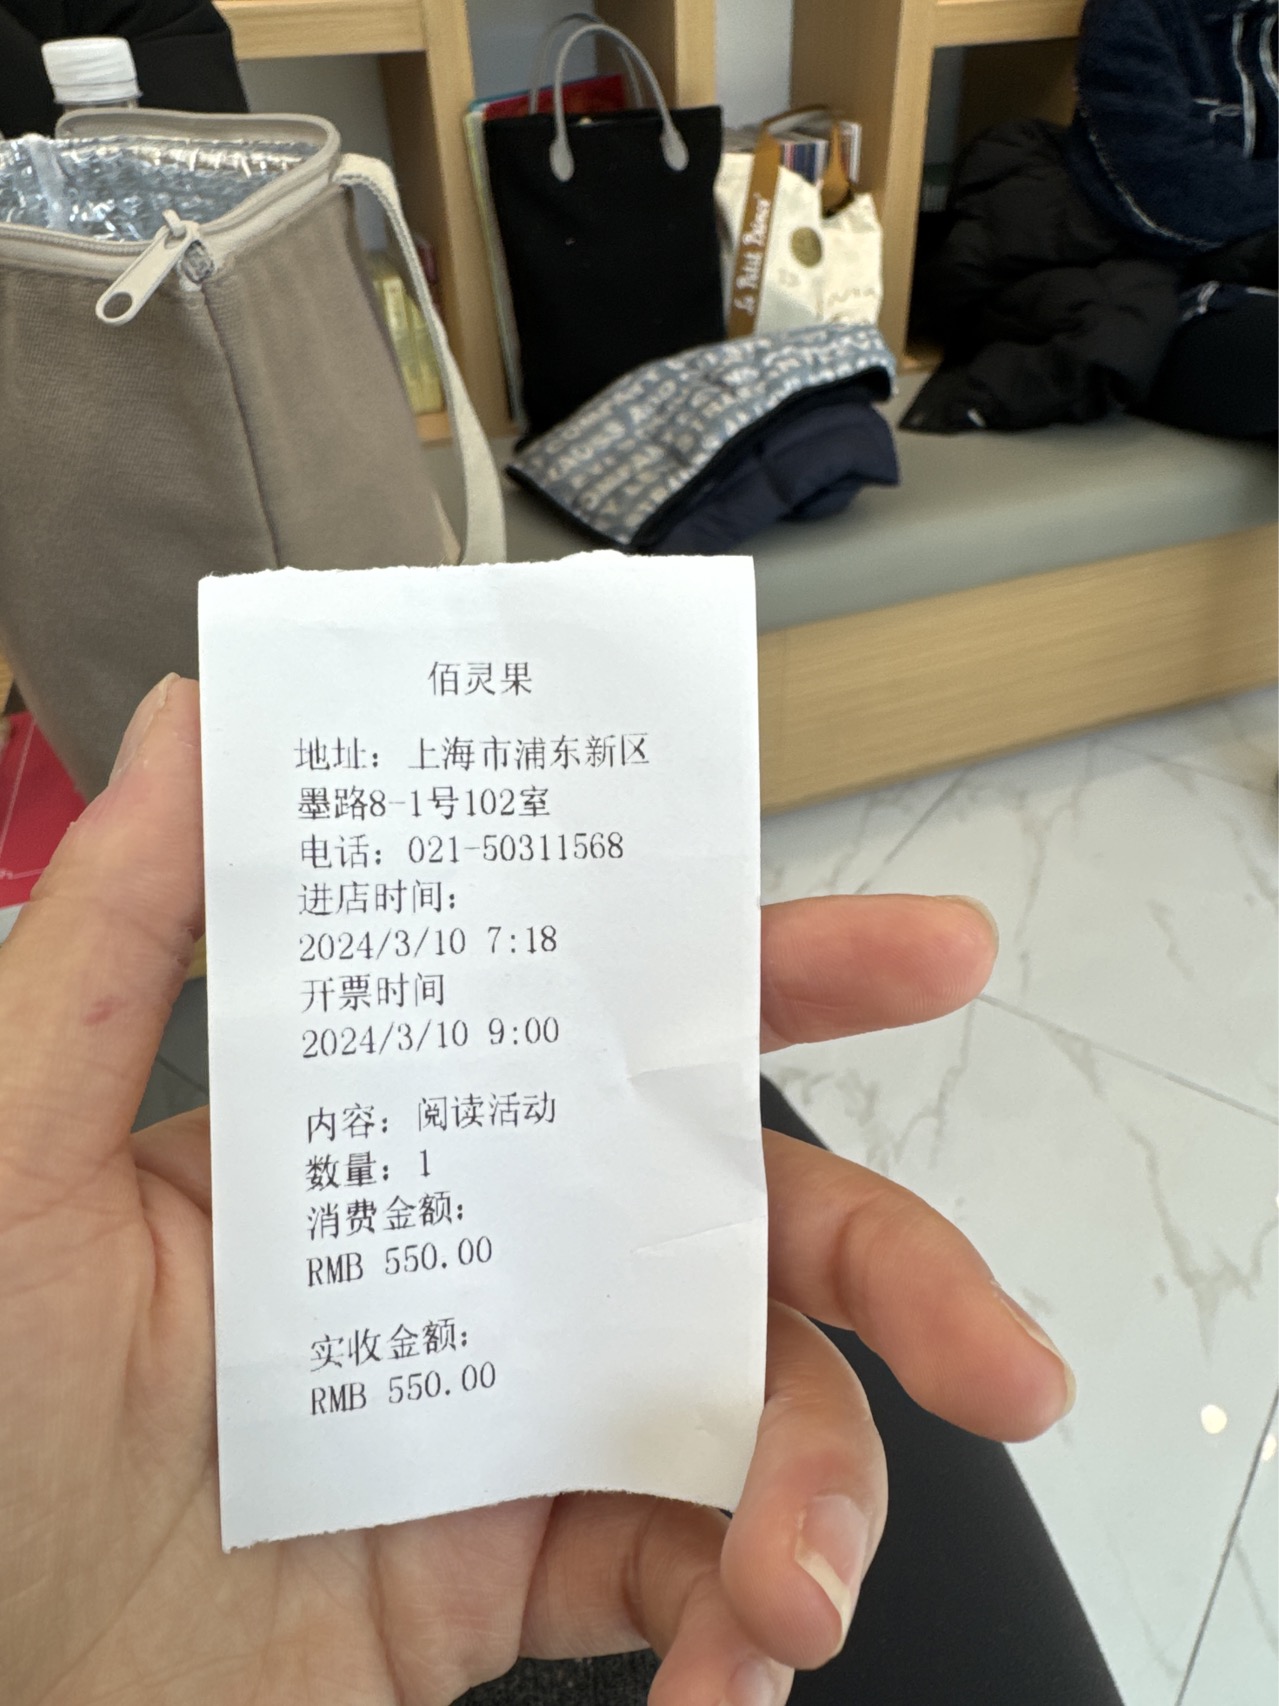 佰灵果
地址：上海市浦东新区
墨路8-1号102室
电话：021-50311568
进店时间：
2024/3/10 7:18
开票时间
2024/3/10 9:00
内容：阅读活动
数量：1
消费金额：
RMB 550.00
实收金额：
RMB 550.00
Le Petit Prince